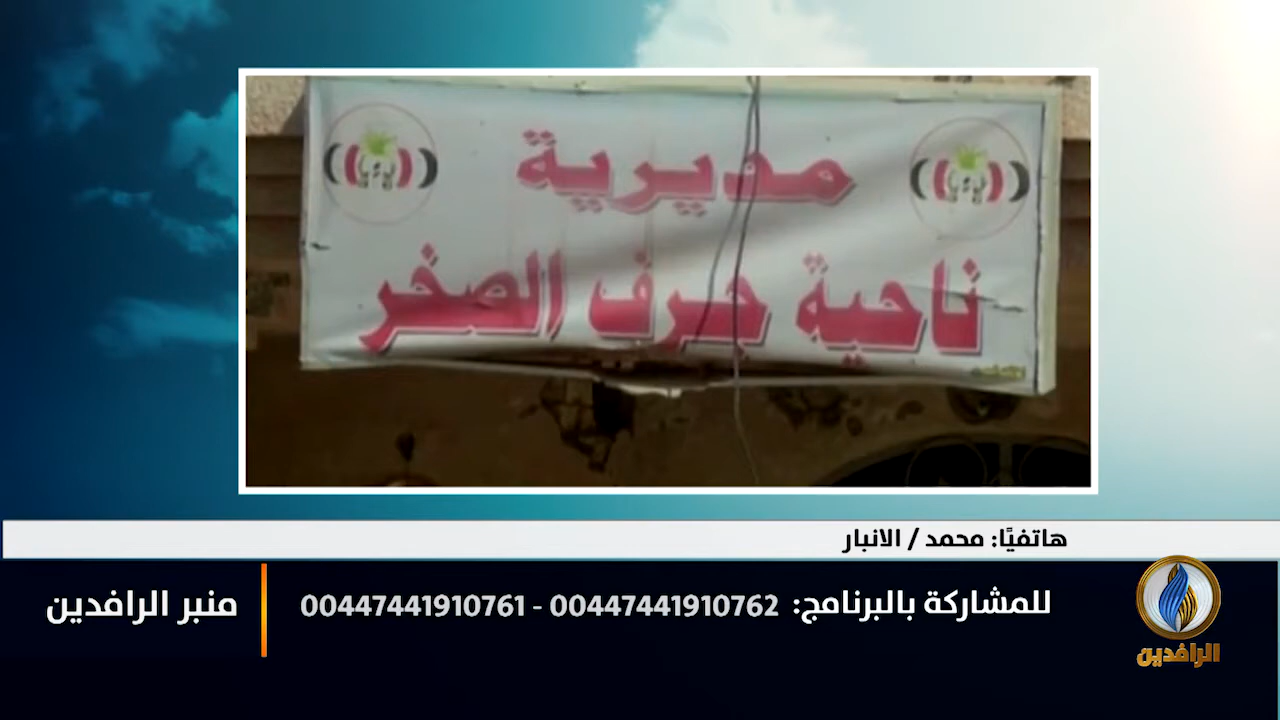 مديرية
ناحية جرف الصخر
هاتفيًا: محمد / الانبار
للمشاركة بالبرنامج: 00447441910762 - 00447441910761
منبر الرافدين
الرافدين